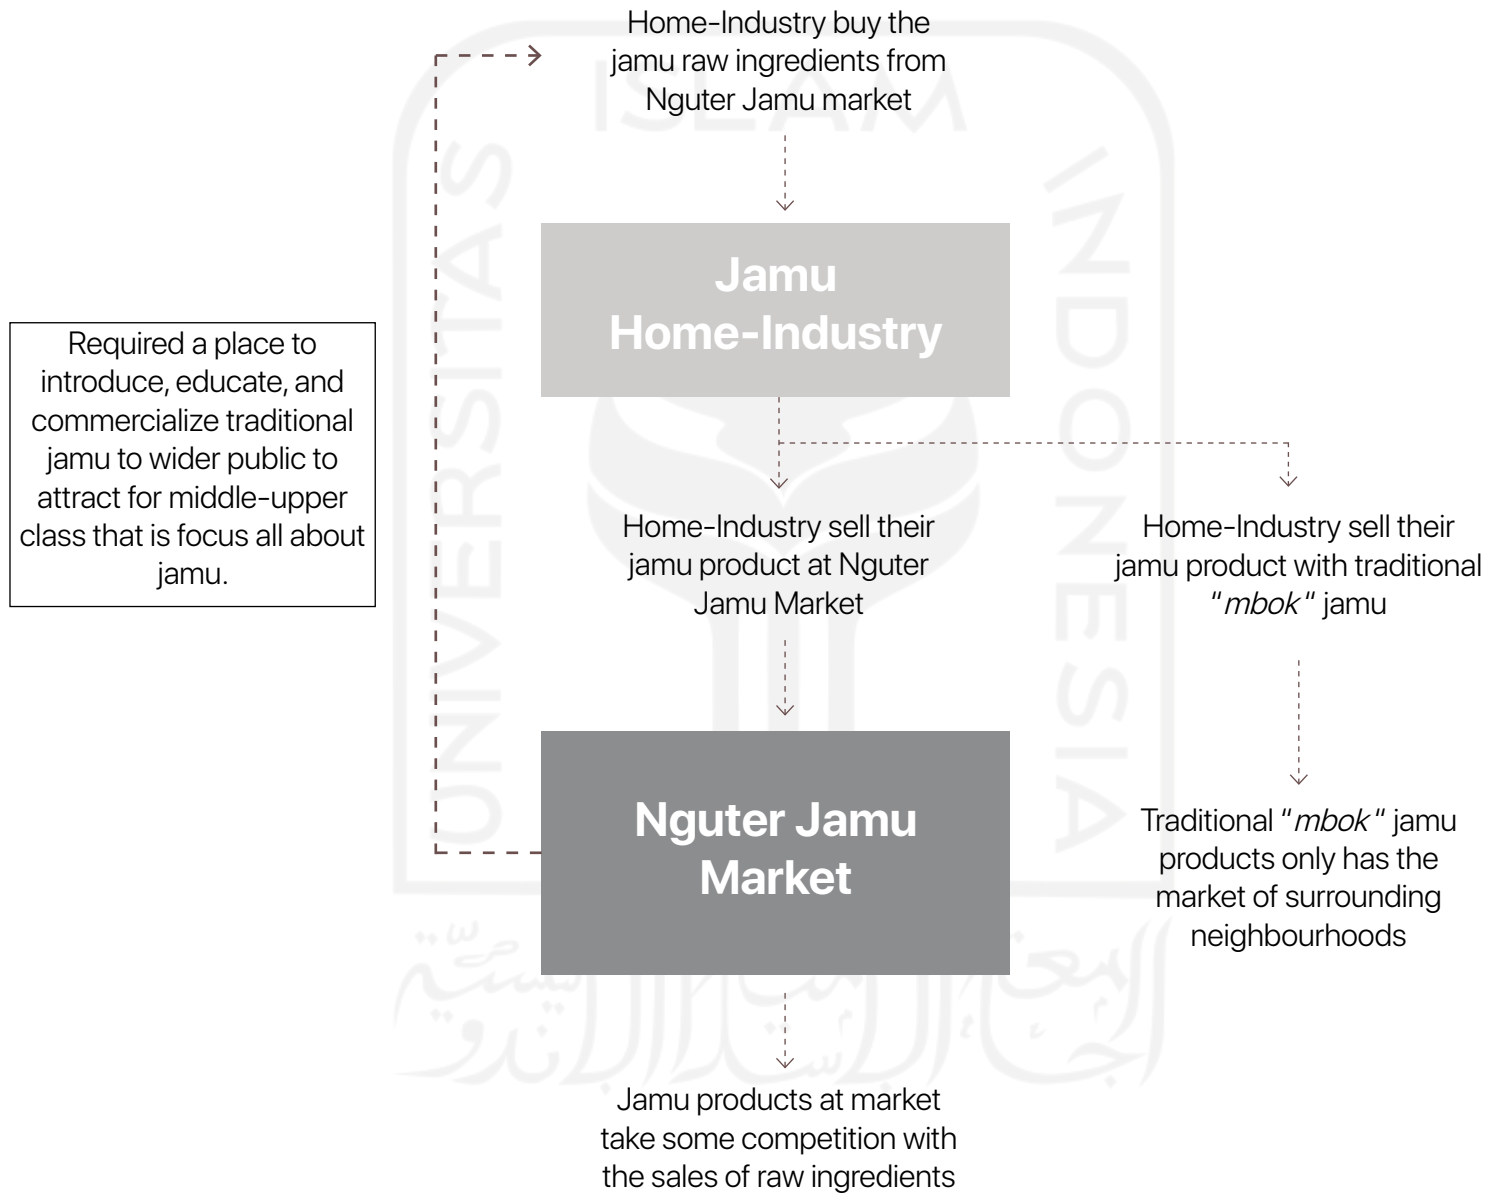 Home-Industry buy the
jamu raw ingredients from
Nguter Jamu market
Jamu
Home-Industry
Required a place to
introduce, educate, and
commercialize traditional
jamu to wider public to
attract for middle-upper
class that is focus all about
jamu.
Home-Industry sell their
jamu product at Nguter
Jamu Market
Home-Industry sell their
jamu product with traditional
“mbok“ jamu
Nguter Jamu
Market
Traditional “mbok“ jamu
products only has the
market of surrounding
neighbourhoods
Jamu products at market
take some competition with
the sales of raw ingredients
UNIVERSITAS
ISLAM
INDONESIA